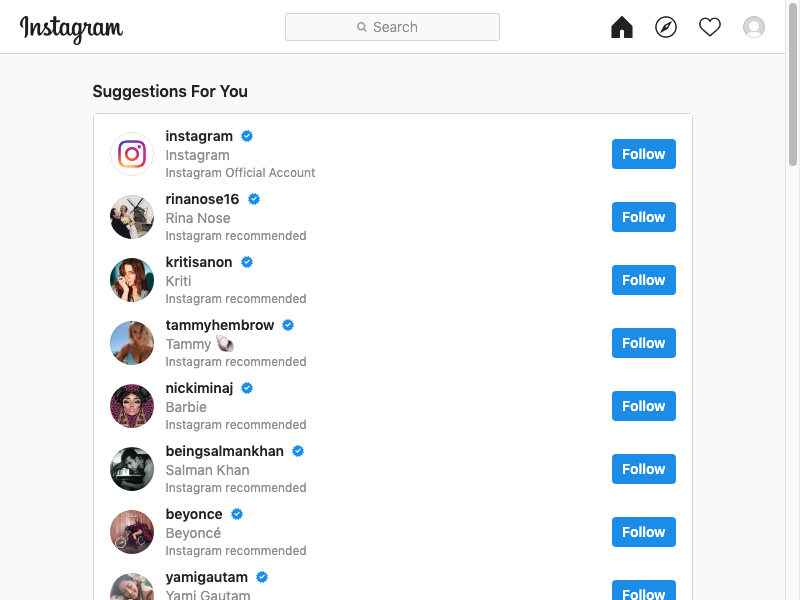 Instagram
Search
Suggestions For You
instagram
Instagram
Instagram Official Account
Follow
rinanose16
Rina Nose
Instagram recommended
Follow
kritisanon
Kriti
Instagram recommended
Follow
tammyhembrow
Tammy 🐚
Instagram recommended
Follow
nickiminaj
Barbie
Instagram recommended
Follow
beingsalmankhan
Salman Khan
Instagram recommended
Follow
beyonce
Beyoncé
Instagram recommended
Follow
yamigautam
Yami Gautam
Follow